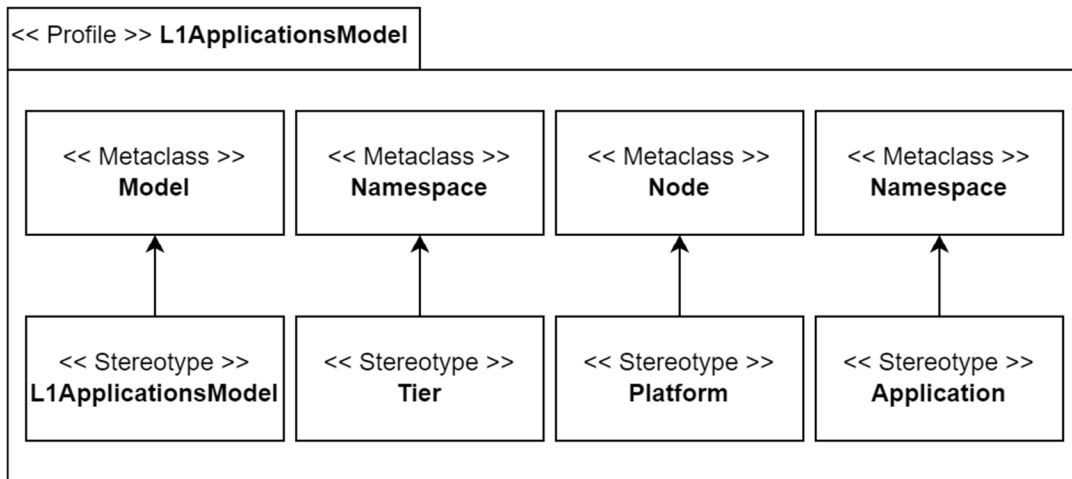 << Profile >> L1ApplicationsModel
<< Metaclass >>
Model
<< Metaclass >>
Namespace
<< Metaclass >>
Node
<< Metaclass >>
Namespace
<< Stereotype >>
L1ApplicationsModel
<< Stereotype >>
Tier
<< Stereotype >>
Platform
<< Stereotype >>
Application